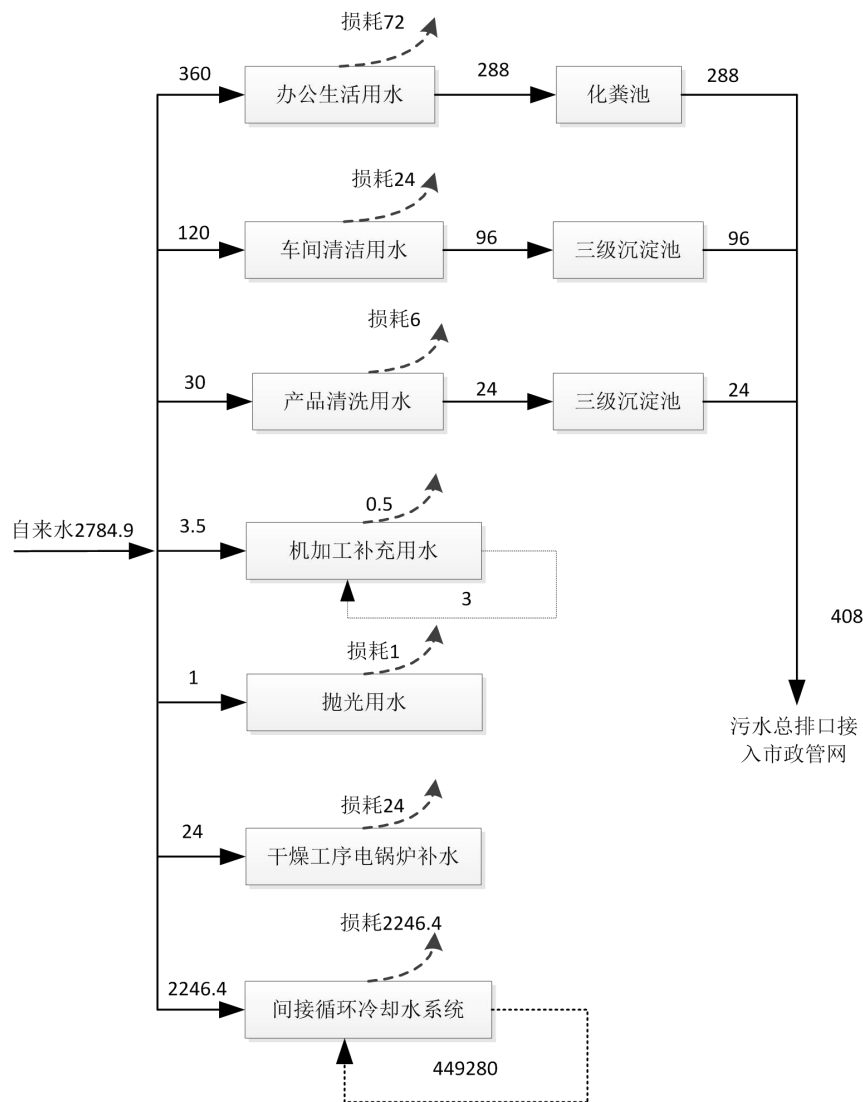 损耗72
360
办公生活用水
288
化粪池
288
损耗24
120
车间清洁用水
96
三级沉淀池
96
损耗6
30
产品清洗用水
24
三级沉淀池
24
自来水2784.9
3.5
0.5
机加工补充用水
3
408
损耗1
1
抛光用水
污水总排口接
入市政管网
损耗24
24
干燥工序电锅炉补水
损耗2246.4
2246.4
间接循环冷却水系统
449280